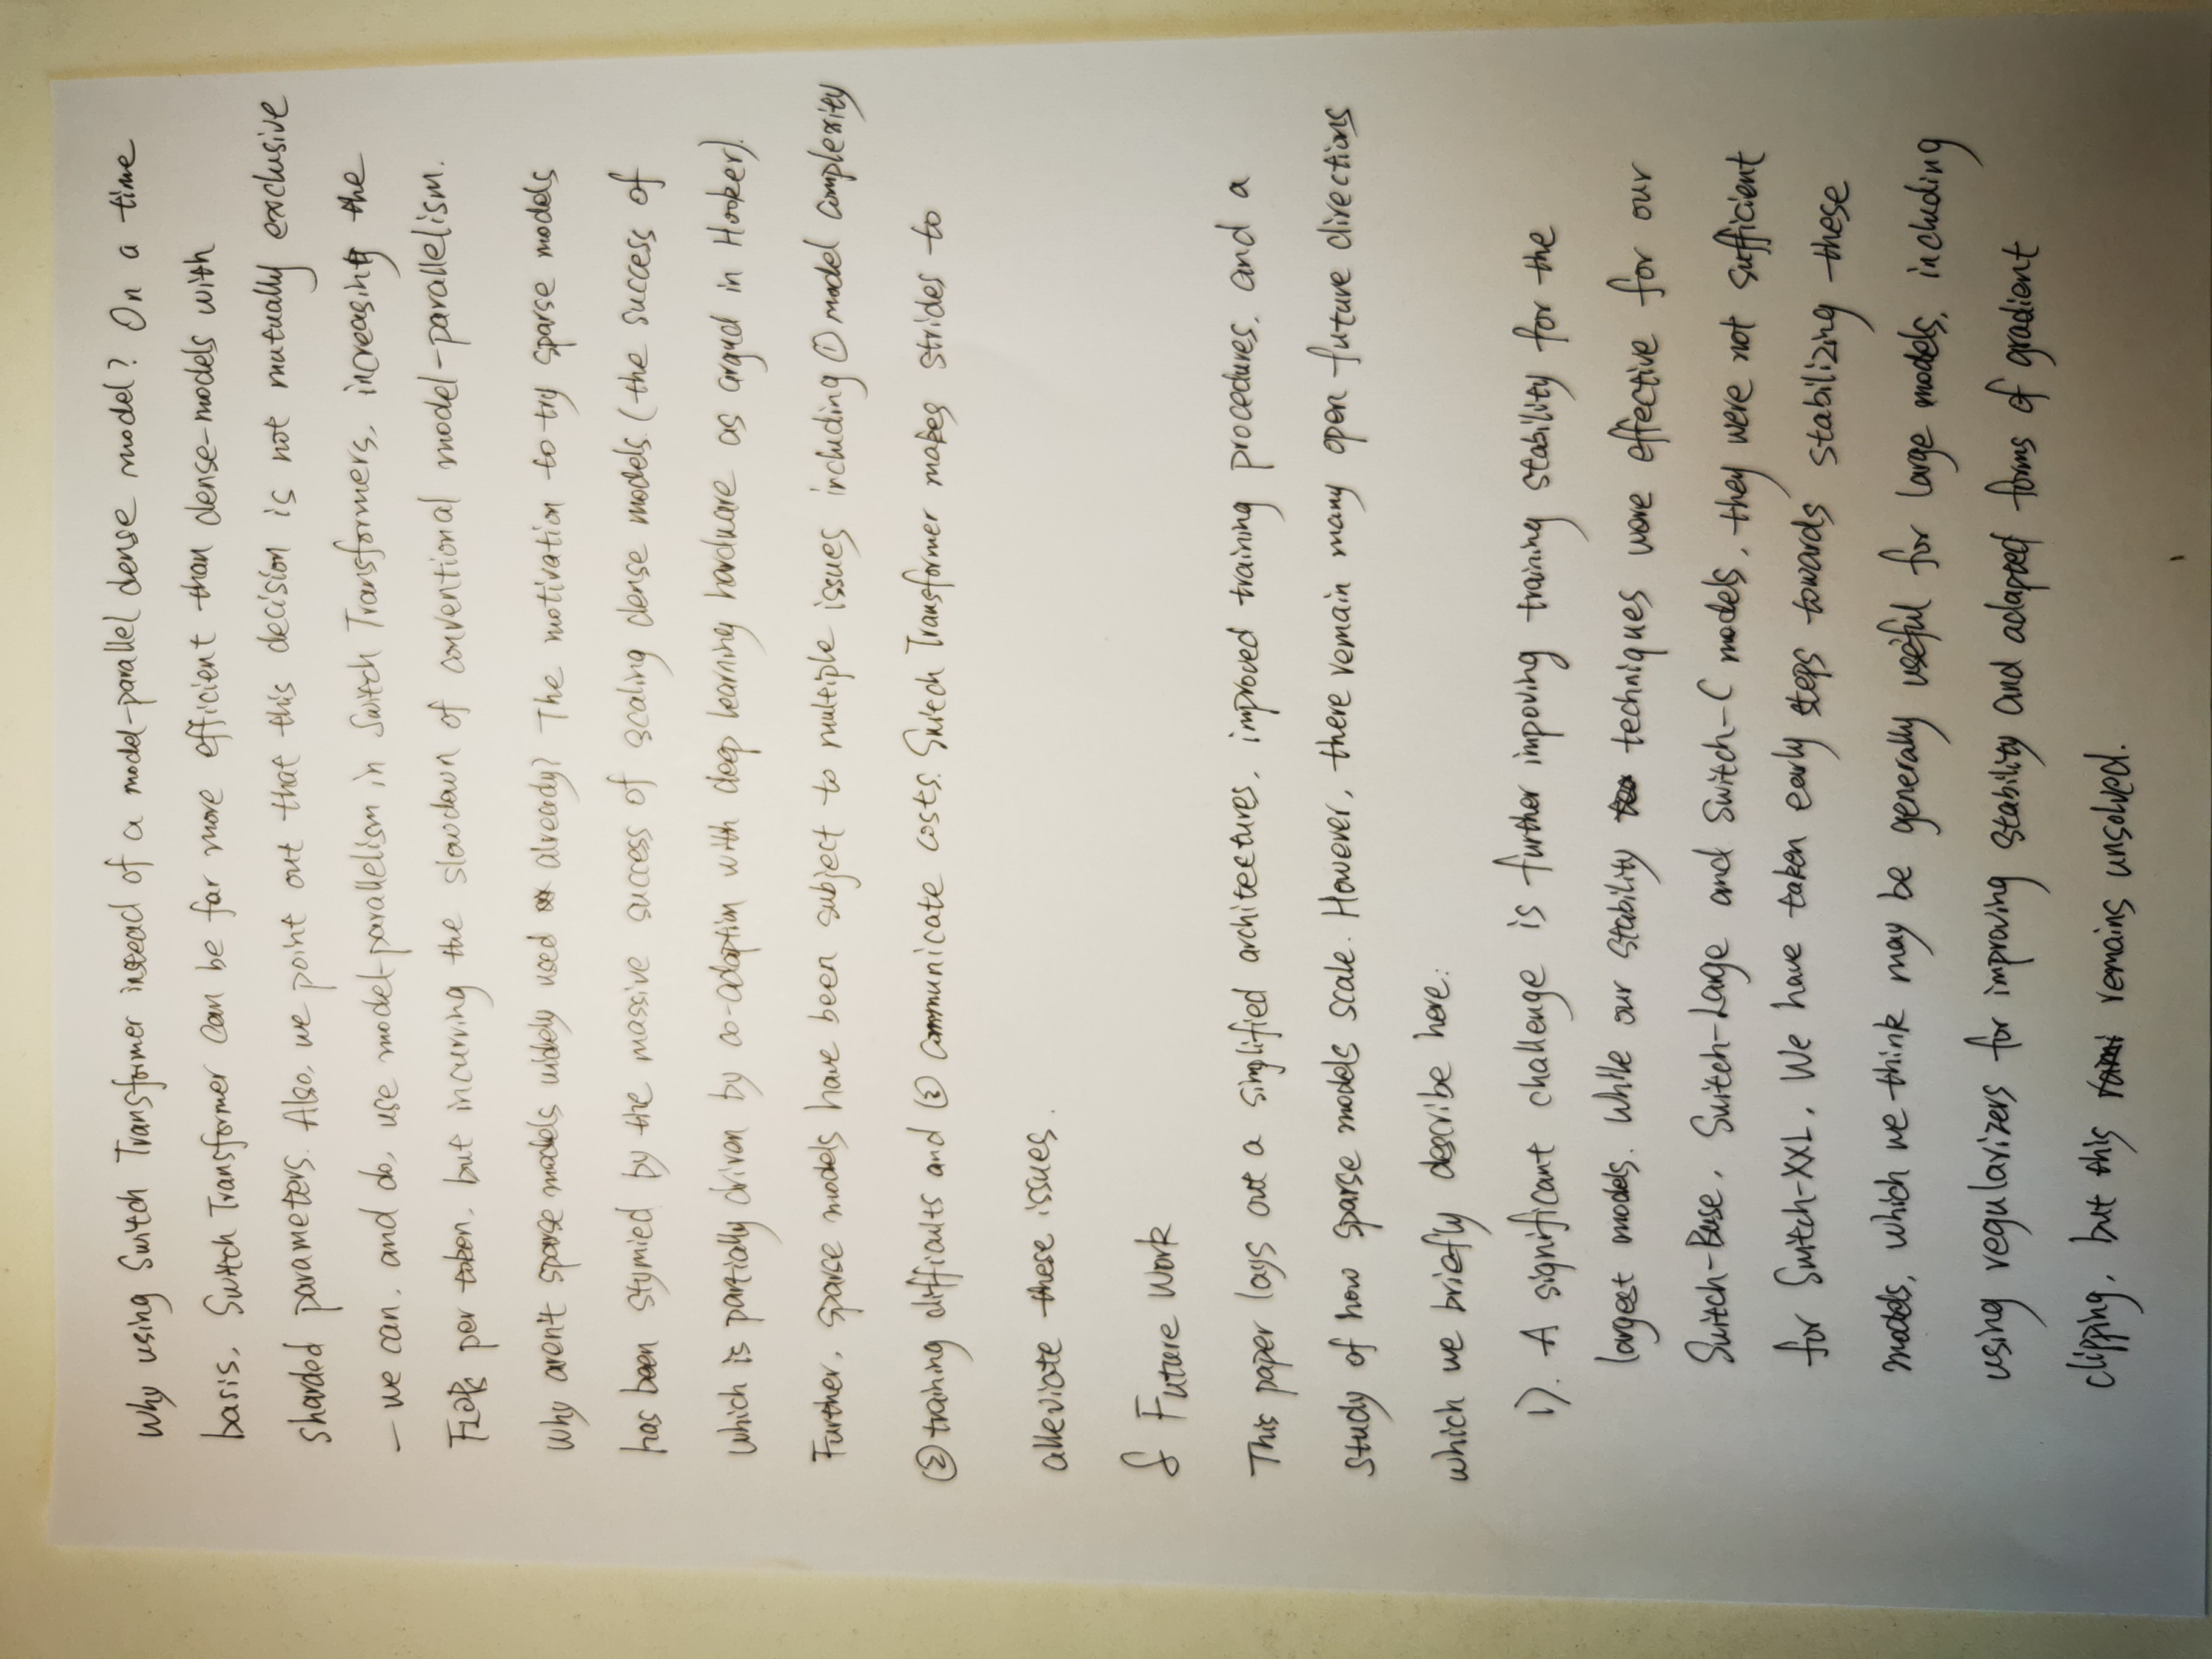 Why using Switch Transformer instead of a model-parallel dense model? On a time
basis, Switch Transformer can be far more efficient than dense-models with
sharded parameters. Also, we point out that this decision is not mutually exclusive
— we can, and do, use model-parallelism in Switch Transformers, increasing the
FLOPs per token, but incurring the slowdown of conventional model-parallelism.
Why aren't sparse models widely used already? The motivation to try sparse models
has been stymied by the massive success of scaling dense models (the success of
which is partially driven by co-adaption with deep learning hardware as argud in Hooker).
Further, sparse models have been subject to multiple issues including ① model complexity
② training difficults and ③ communicate costs. Switch Transformer makes strides to
alleviate these issues.
§ Future Work
This paper lays out a simplified architectures, improved training procedures, and a
study of how sparse models scale. However, there remain many open future directions
which we briefly describe here:
1). A significant challenge is further impoving training stability for the
largest models. While our stability techniques were effective for our
Switch-Base, Switch-Large and Switch-C models, they were not sufficient
for Switch-XXL. We have taken early steps towards stabilizing these
models, which we think may be generally useful for large models, including
using regularizers for improving stability and adapted forms of gradient
clipping, but this remains unsolved.